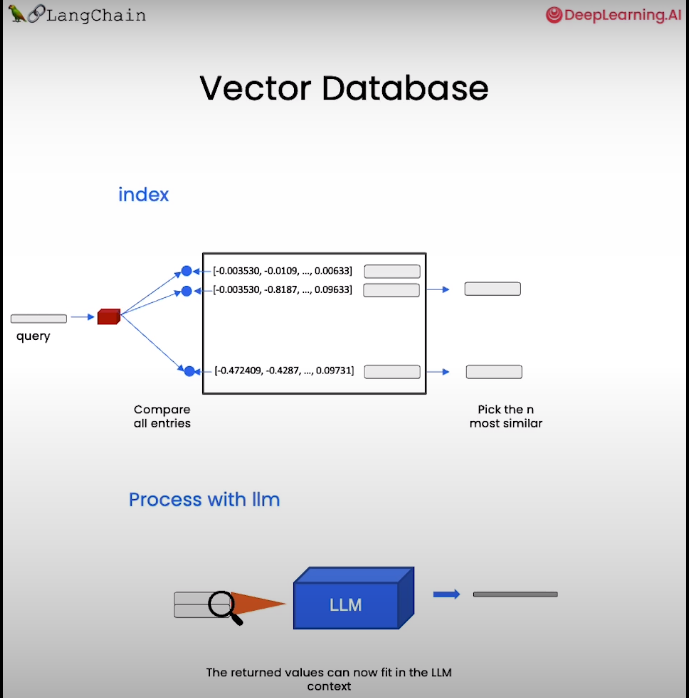 LangChain
DeepLearning.AI
Vector Database
index
[-0.003530, -0.0109, ..., 0.00633]
[-0.003530, -0.8187, ..., 0.09633]
query
[-0.472409, -0.4287, ..., 0.09731]
Compare
all entries
Pick the n
most similar
Process with llm
LLM
The returned values can now fit in the LLM
context